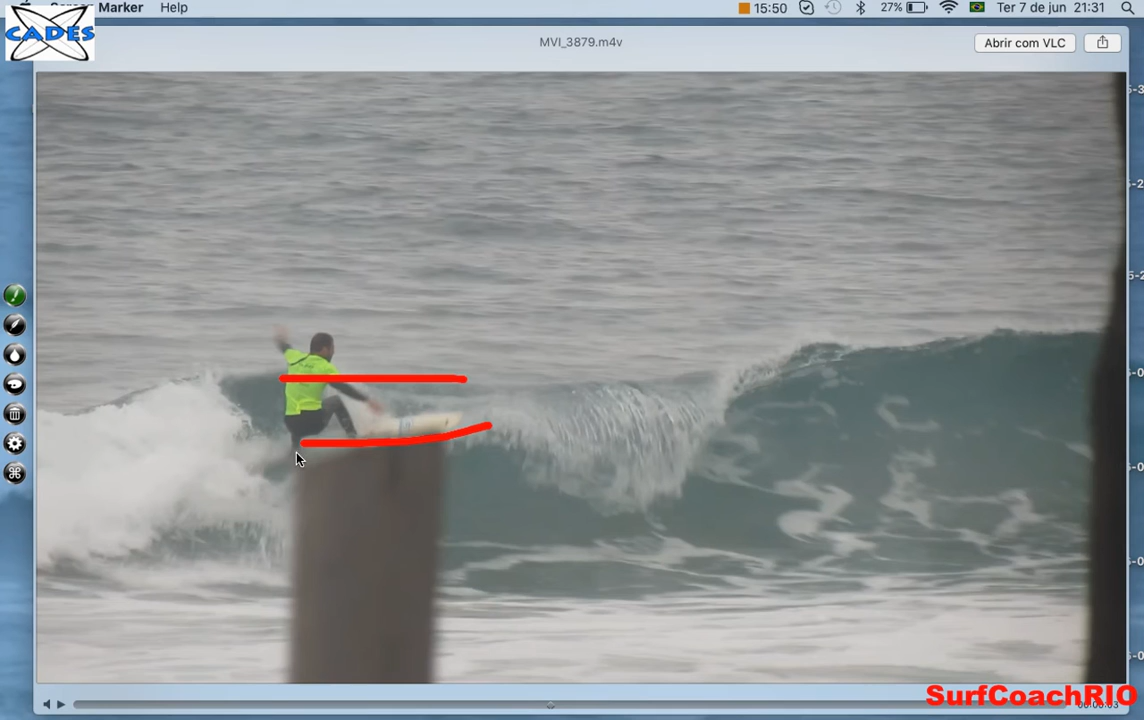 Marker Help
15:50 27% Ter 7 de jun 21:31
CADES
MVI_3879.m4v
Abrir com VLC
SurfCoachRIO